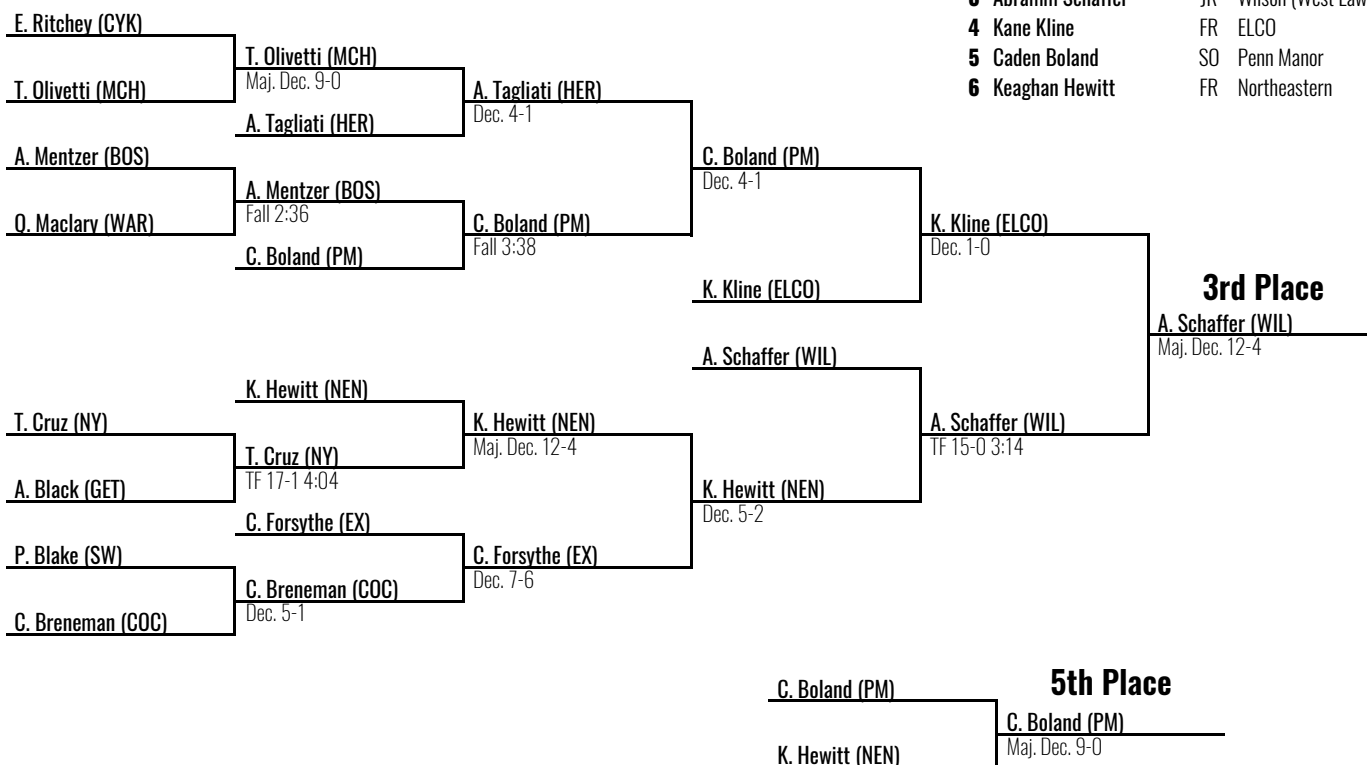 3 Abramm Schaffer JR Wilson (West Law
4 Kane Kline FR ELCO
5 Caden Boland SO Penn Manor
6 Keaghan Hewitt FR Northeastern
E. Ritchey (CYK)
T. Olivetti (MCH)
Maj. Dec. 9-0
T. Olivetti (MCH)
A. Tagliati (HER)
Dec. 4-1
A. Tagliati (HER)
A. Mentzer (BOS)
C. Boland (PM)
Dec. 4-1
A. Mentzer (BOS)
Fall 2:36
Q. Maclary (WAR)
C. Boland (PM)
Fall 3:38
K. Kline (ELCO)
Dec. 1-0
C. Boland (PM)
K. Kline (ELCO)
3rd Place
A. Schaffer (WIL)
Maj. Dec. 12-4
A. Schaffer (WIL)
K. Hewitt (NEN)
T. Cruz (NY)
K. Hewitt (NEN)
Maj. Dec. 12-4
A. Schaffer (WIL)
TF 15-0 3:14
T. Cruz (NY)
TF 17-1 4:04
A. Black (GET)
K. Hewitt (NEN)
Dec. 5-2
C. Forsythe (EX)
P. Blake (SW)
C. Forsythe (EX)
Dec. 7-6
C. Breneman (COC)
Dec. 5-1
C. Breneman (COC)
5th Place
C. Boland (PM)
C. Boland (PM)
Maj. Dec. 9-0
K. Hewitt (NEN)